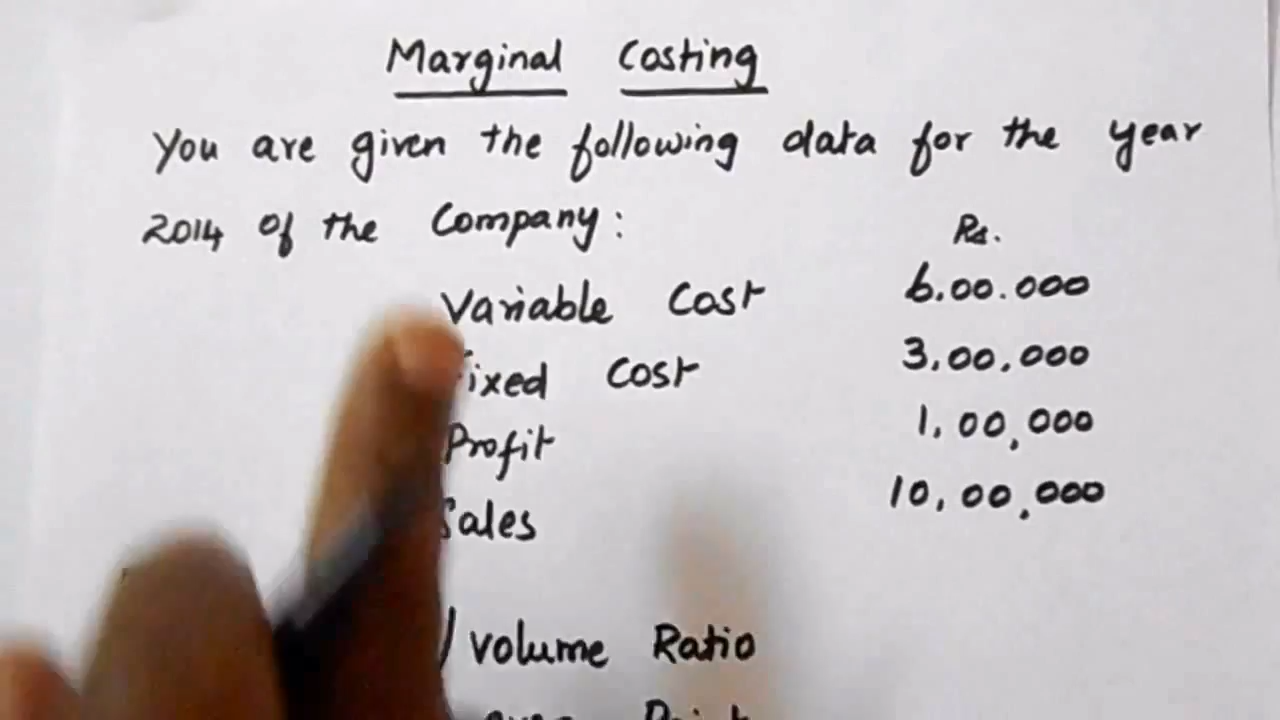 Marginal Costing
You are given the following data for the year
2014 of the Company:
Rs.
Variable Cost 6.00.000
Fixed Cost 3,00,000
Profit 1,00,000
Sales 10,00,000
/Volume Ratio